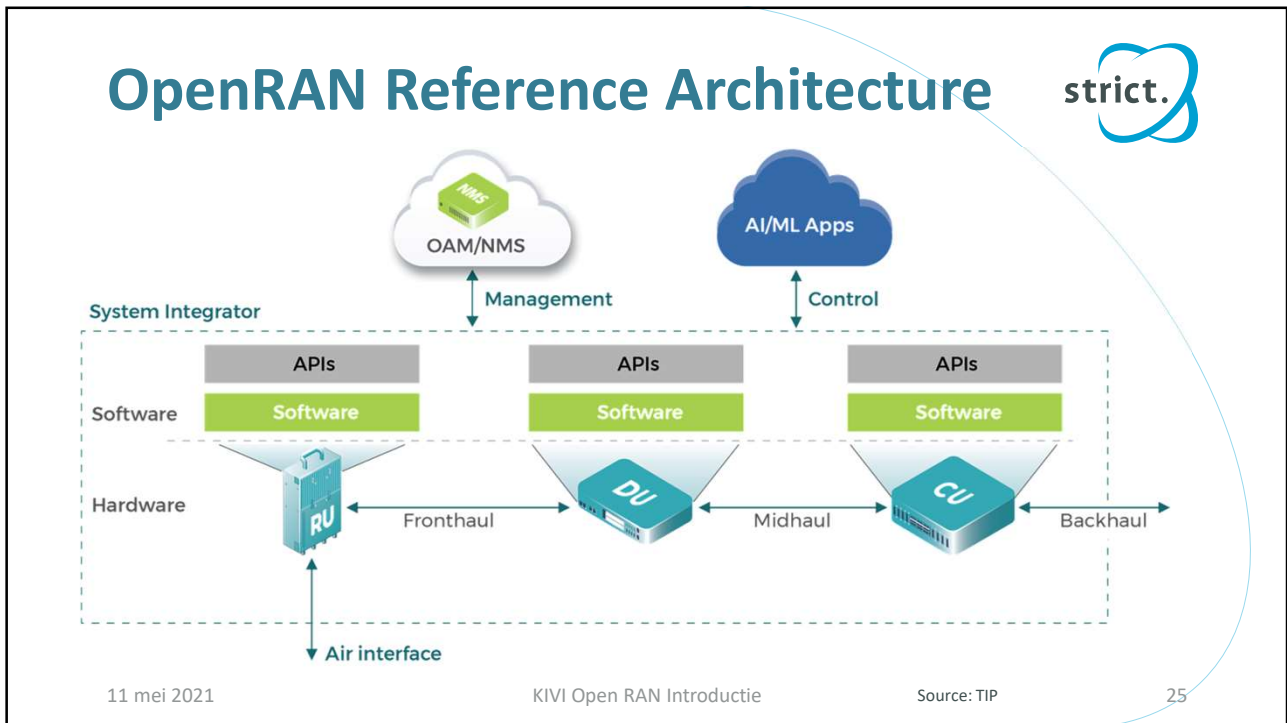 OpenRAN Reference Architecture
strict.
NMS
OAM/NMS
AI/ML Apps
Management
Control
System Integrator
APIs
APIs
APIs
Software
Software
Software
Software
Hardware
RU
Fronthaul
DU
Midhaul
CU
Backhaul
Air interface
11 mei 2021
KIVI Open RAN Introductie
Source: TIP
25